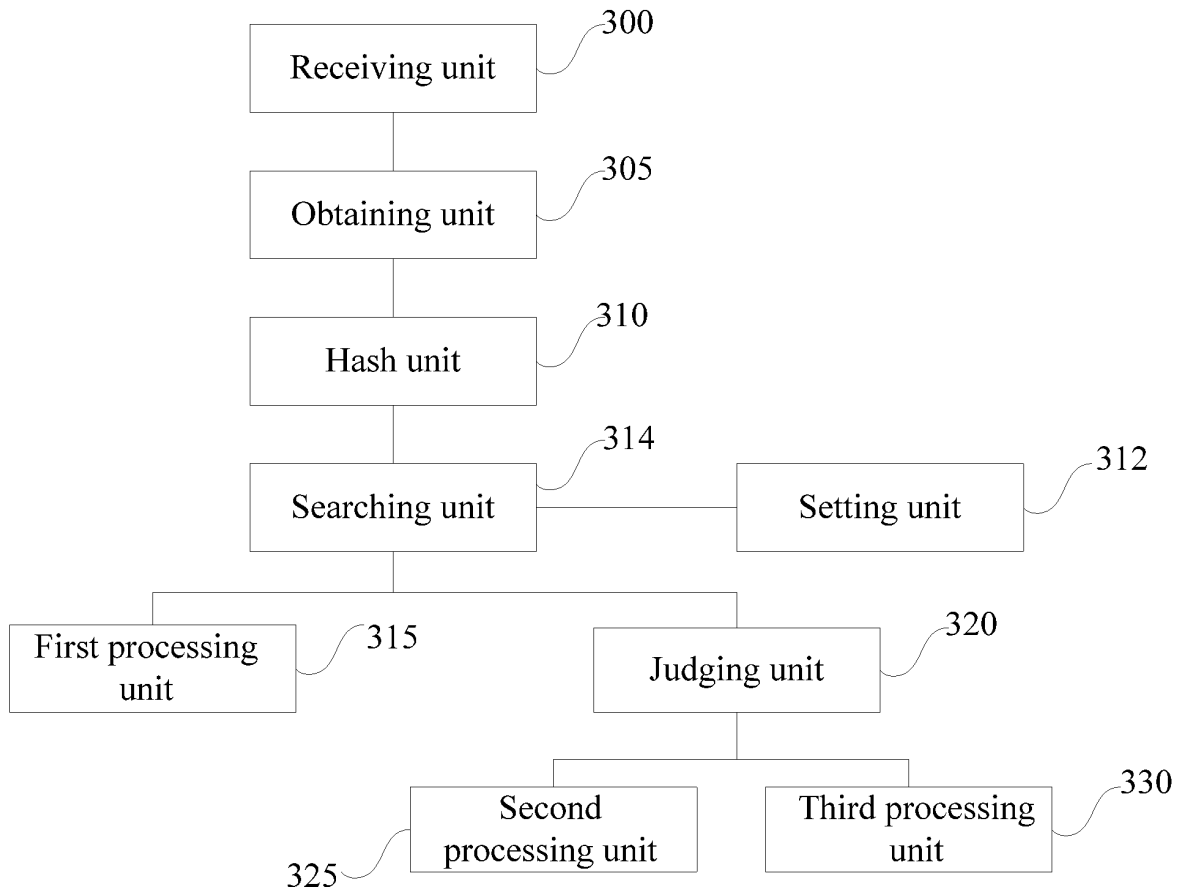 300
Receiving unit
305
Obtaining unit
310
Hash unit
314
Searching unit
312
Setting unit
First processing
unit
315
320
Judging unit
Second
processing unit
325
330
Third processing
unit